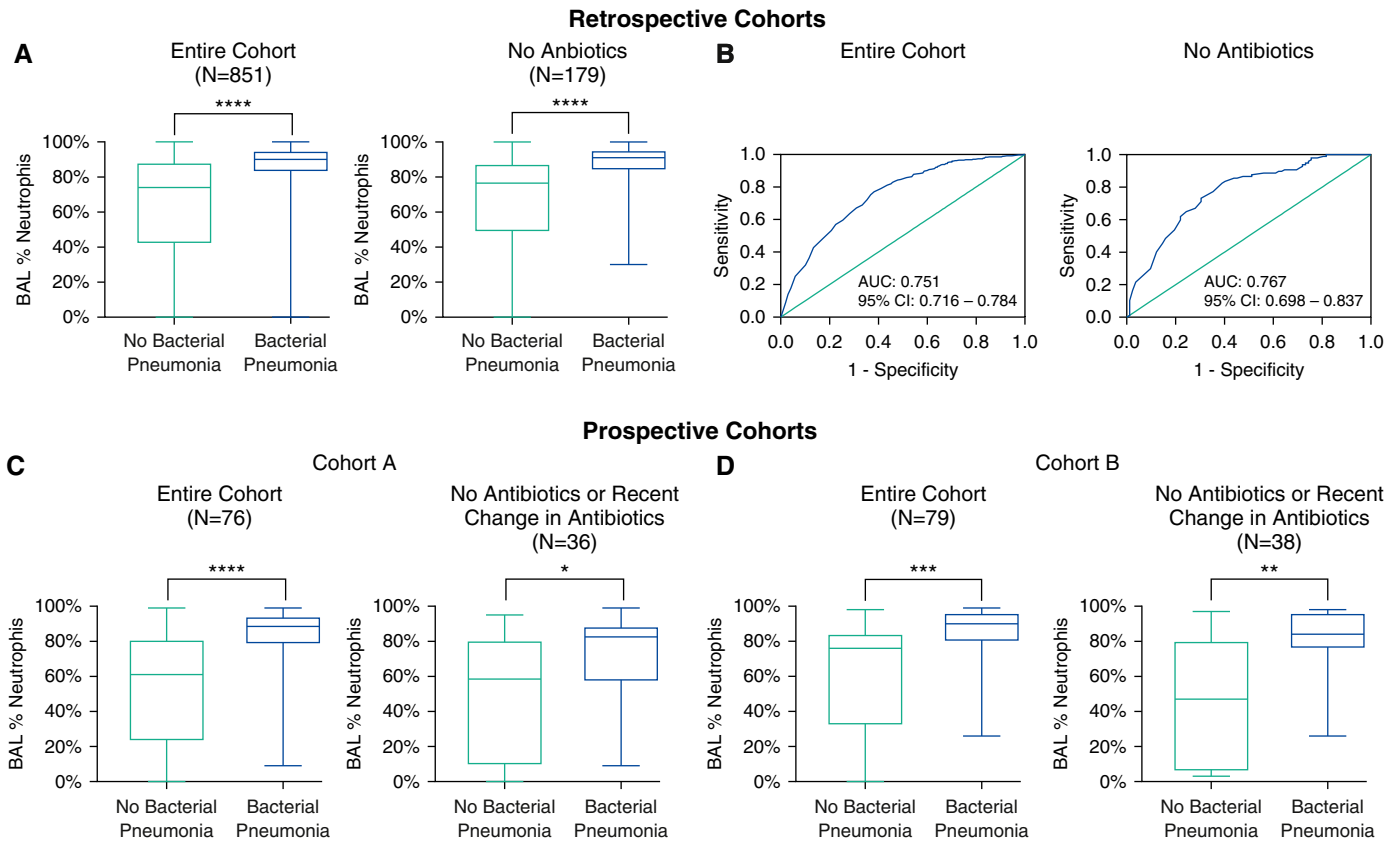 Retrospective Cohorts
A
Entire Cohort
(N=851)
****
100%
80%
60%
40%
20%
0%
BAL % Neutrophis
No Bacterial
Pneumonia
Bacterial
Pneumonia
No Anbiotics
(N=179)
****
100%
80%
60%
40%
20%
0%
BAL % Neutrophis
No Bacterial
Pneumonia
Bacterial
Pneumonia
B
Entire Cohort
1.0
0.8
0.6
0.4
0.2
0.0
Sensitivity
AUC: 0.751
95% CI: 0.716 – 0.784
0.0 0.2 0.4 0.6 0.8 1.0
1 - Specificity
No Antibiotics
1.0
0.8
0.6
0.4
0.2
0.0
Sensitivity
AUC: 0.767
95% CI: 0.698 – 0.837
0.0 0.2 0.4 0.6 0.8 1.0
1 - Specificity
Prospective Cohorts
C
Cohort A
Entire Cohort
(N=76)
****
100%
80%
60%
40%
20%
0%
BAL % Neutrophis
No Bacterial
Pneumonia
Bacterial
Pneumonia
No Antibiotics or Recent
Change in Antibiotics
(N=36)
*
100%
80%
60%
40%
20%
0%
BAL % Neutrophis
No Bacterial
Pneumonia
Bacterial
Pneumonia
D
Cohort B
Entire Cohort
(N=79)
***
100%
80%
60%
40%
20%
0%
BAL % Neutrophis
No Bacterial
Pneumonia
Bacterial
Pneumonia
No Antibiotics or Recent
Change in Antibiotics
(N=38)
**
100%
80%
60%
40%
20%
0%
BAL % Neutrophis
No Bacterial
Pneumonia
Bacterial
Pneumonia